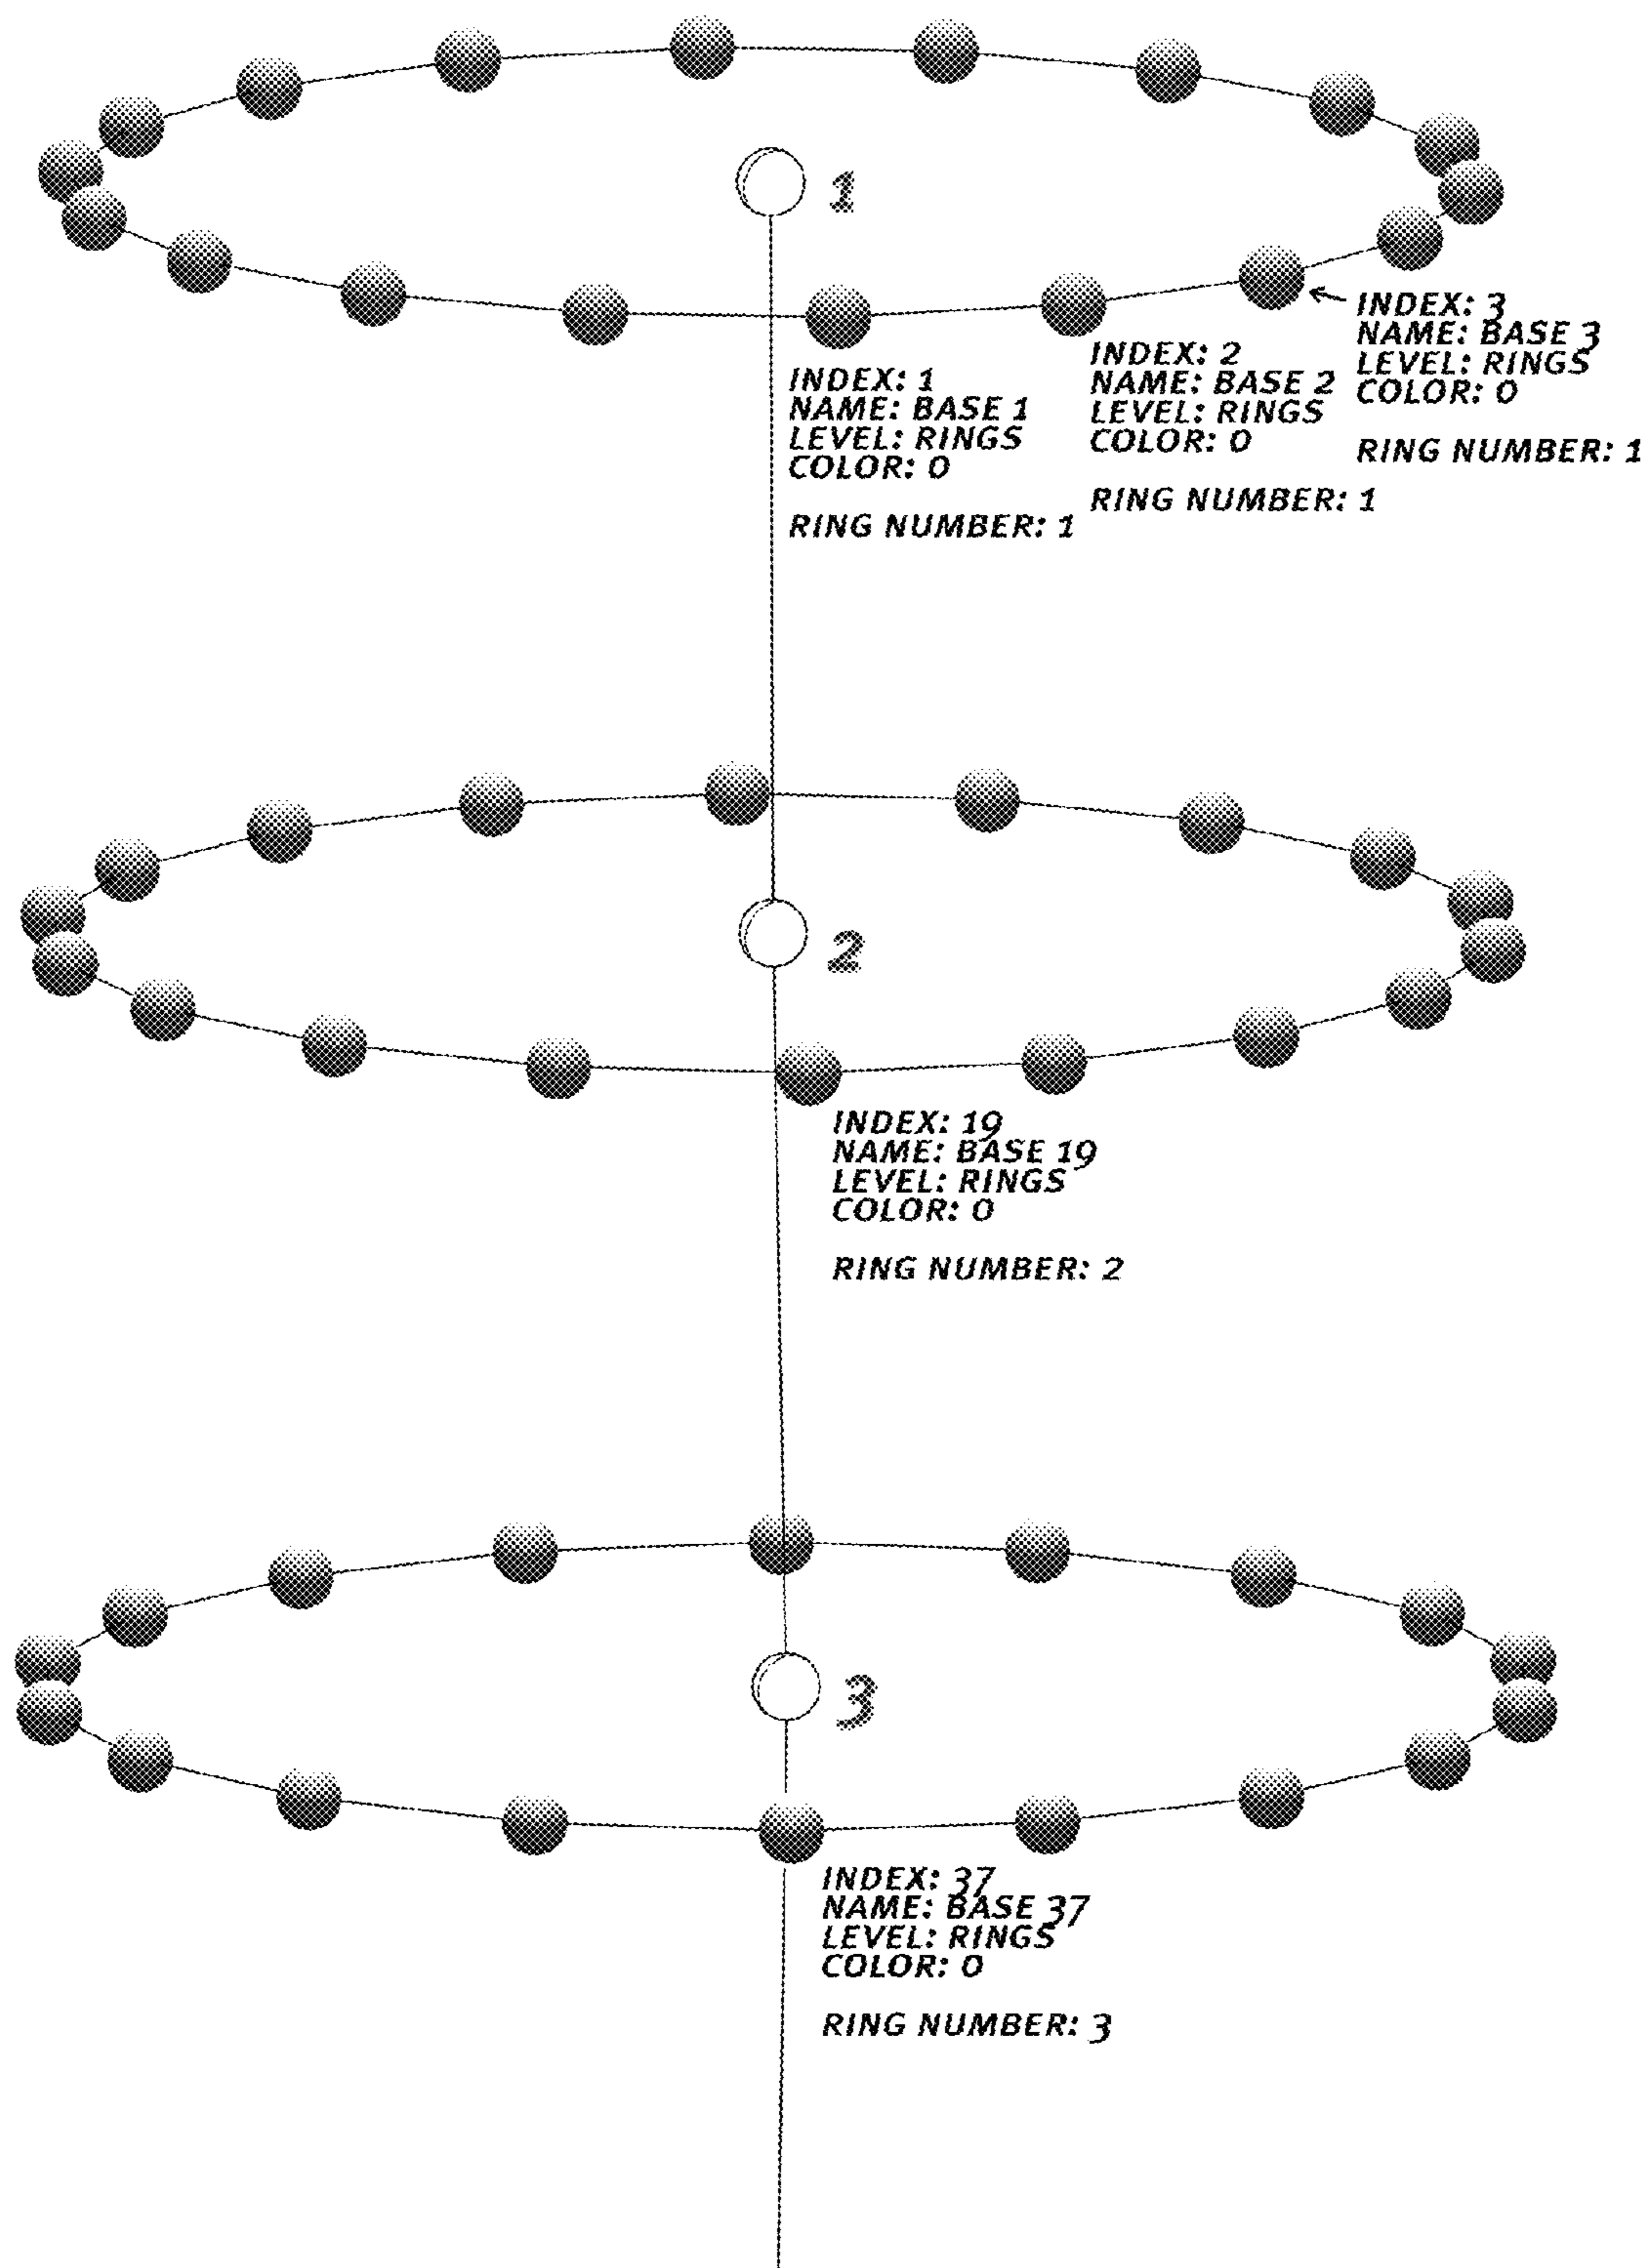 1
INDEX: 3
NAME: BASE 3
LEVEL: RINGS
COLOR: 0
RING NUMBER: 1
INDEX: 2
NAME: BASE 2
LEVEL: RINGS
COLOR: 0
RING NUMBER: 1
INDEX: 1
NAME: BASE 1
LEVEL: RINGS
COLOR: 0
RING NUMBER: 1
2
INDEX: 19
NAME: BASE 19
LEVEL: RINGS
COLOR: 0
RING NUMBER: 2
3
INDEX: 37
NAME: BASE 37
LEVEL: RINGS
COLOR: 0
RING NUMBER: 3